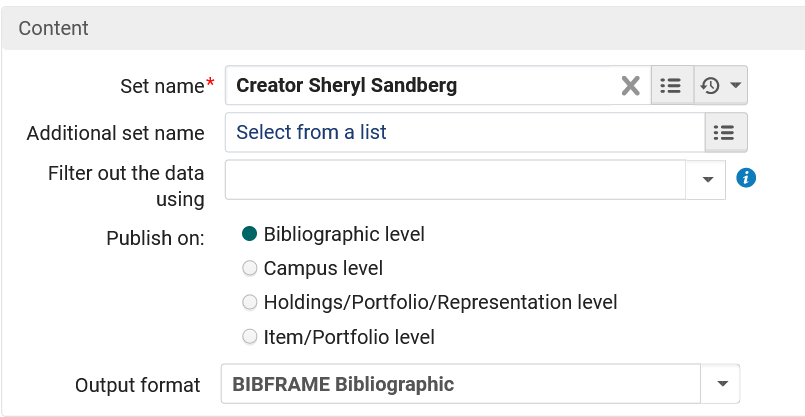 Content
Set name* Creator Sheryl Sandberg
Additional set name Select from a list
Filter out the data
using
Publish on: Bibliographic level
Campus level
Holdings/Portfolio/Representation level
Item/Portfolio level
Output format BIBFRAME Bibliographic